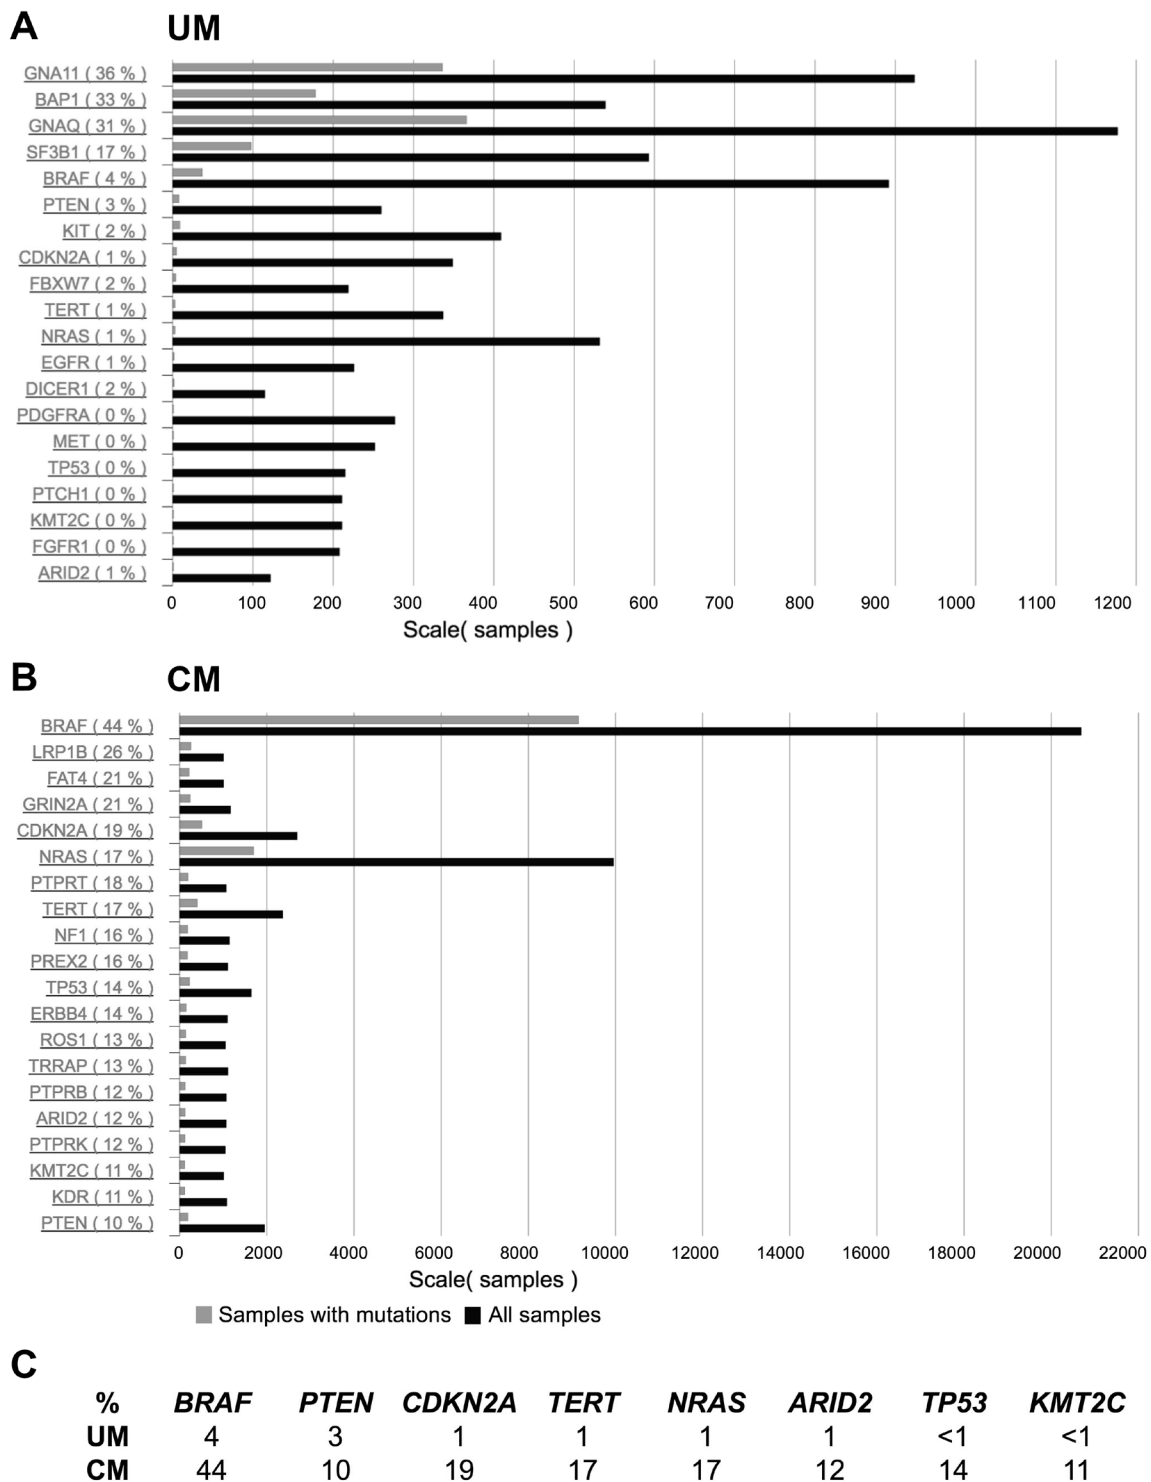 A UM
GNA11 ( 36 % )
BAP1 ( 33 % )
GNAQ ( 31 % )
SF3B1 ( 17 % )
BRAF ( 4 % )
PTEN ( 3 % )
KIT ( 2 % )
CDKN2A ( 1 % )
FBXW7 ( 2 % )
TERT ( 1 % )
NRAS ( 1 % )
EGFR ( 1 % )
DICER1 ( 2 % )
PDGFRA ( 0 % )
MET ( 0 % )
TP53 ( 0 % )
PTCH1 ( 0 % )
KMT2C ( 0 % )
FGFR1 ( 0 % )
ARID2 ( 1 % )
0 100 200 300 400 500 600 700 800 900 1000 1100 1200
Scale( samples )
B CM
BRAF ( 44 % )
LRP1B ( 26 % )
FAT4 ( 21 % )
GRIN2A ( 21 % )
CDKN2A ( 19 % )
NRAS ( 17 % )
PTPRT ( 18 % )
TERT ( 17 % )
NF1 ( 16 % )
PREX2 ( 16 % )
TP53 ( 14 % )
ERBB4 ( 14 % )
ROS1 ( 13 % )
TRRAP ( 13 % )
PTPRB ( 12 % )
ARID2 ( 12 % )
PTPRK ( 12 % )
KMT2C ( 11 % )
KDR ( 11 % )
PTEN ( 10 % )
0 2000 4000 6000 8000 10000 12000 14000 16000 18000 20000 22000
Scale( samples )
Samples with mutations All samples
C
% BRAF PTEN CDKN2A TERT NRAS ARID2 TP53 KMT2C
UM 4 3 1 1 1 1 <1 <1
CM 44 10 19 17 17 12 14 11